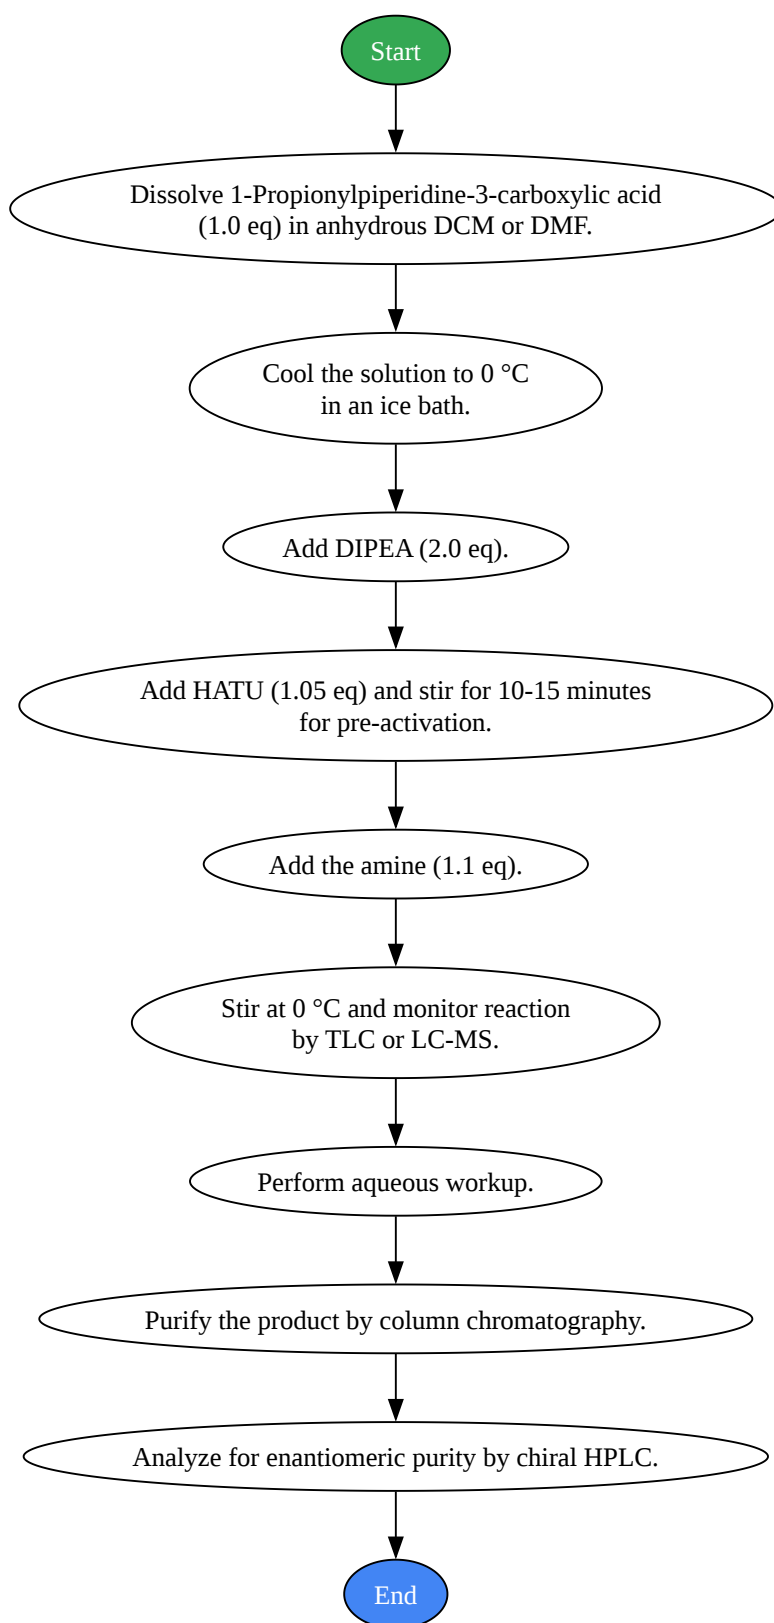 Start
Dissolve 1-Propionylpiperidine-3-carboxylic acid
(1.0 eq) in anhydrous DCM or DMF.
Cool the solution to 0 °C
in an ice bath.
Add DIPEA (2.0 eq).
Add HATU (1.05 eq) and stir for 10-15 minutes
for pre-activation.
Add the amine (1.1 eq).
Stir at 0 °C and monitor reaction
by TLC or LC-MS.
Perform aqueous workup.
Purify the product by column chromatography.
Analyze for enantiomeric purity by chiral HPLC.
End